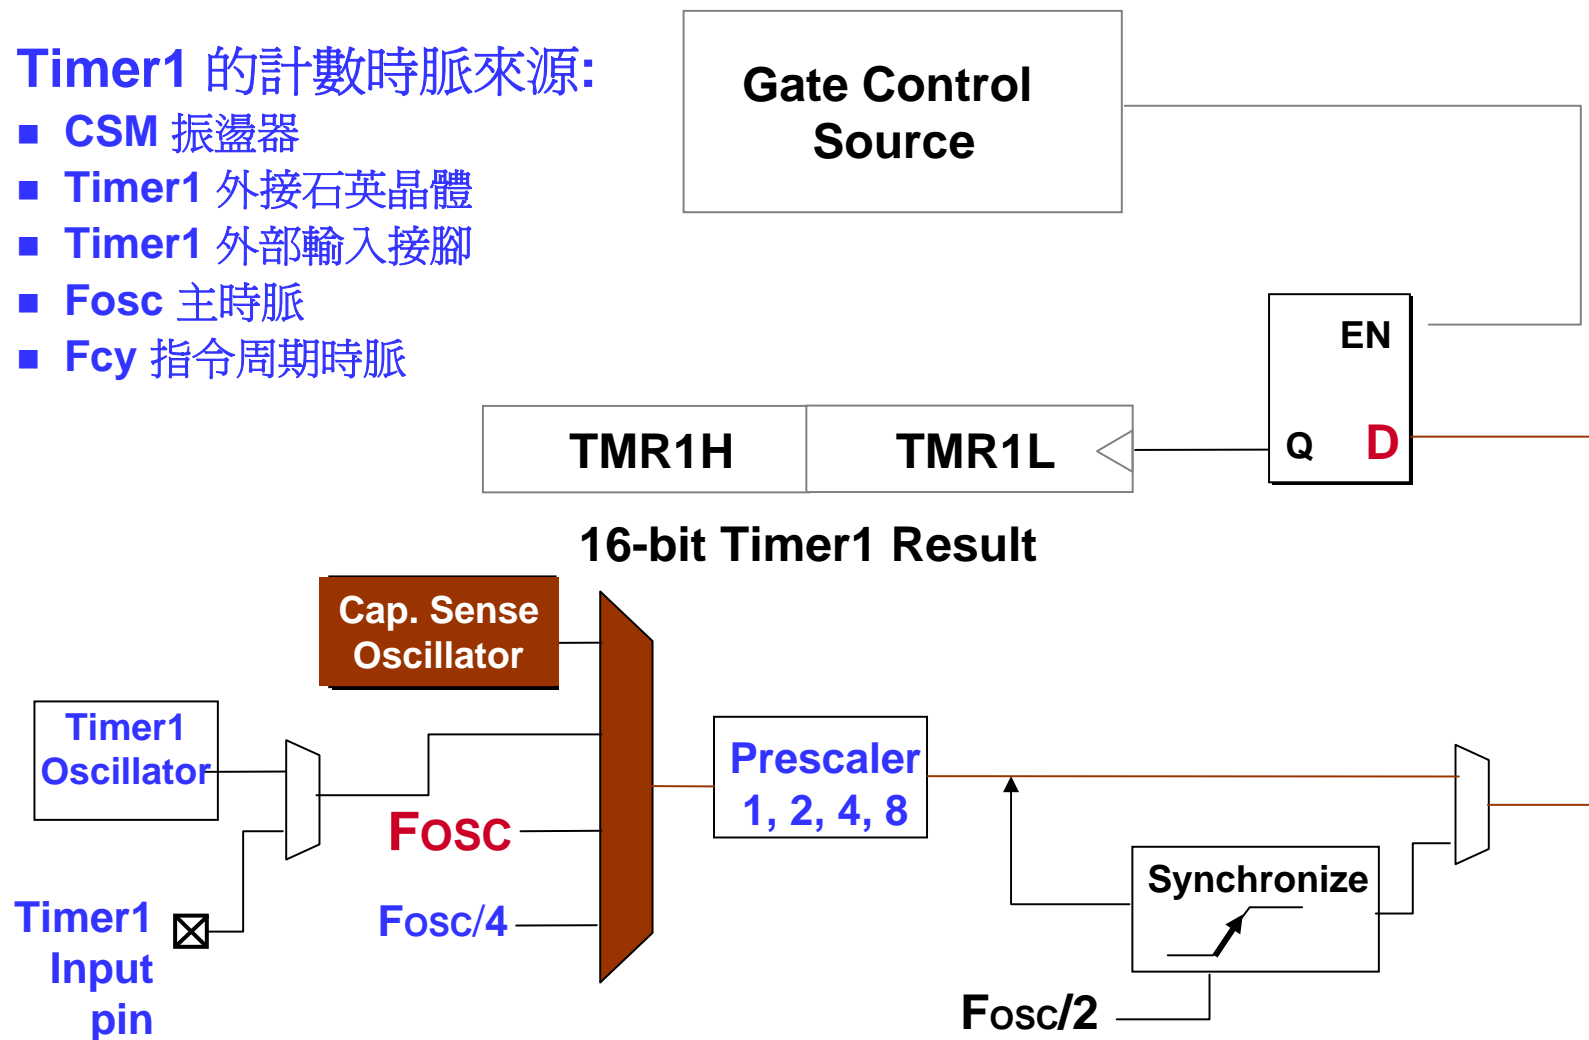 Timer1 的計數時脈來源:
CSM 振盪器
Timer1 外接石英晶體
Timer1 外部輸入接腳
Fosc 主時脈
Fcy 指令周期時脈
Gate Control
Source
EN
Q D
TMR1H TMR1L
16-bit Timer1 Result
Cap. Sense
Oscillator
Timer1
Oscillator
Timer1
Input
pin
FOSC
FOSC/4
Prescaler
1, 2, 4, 8
Synchronize
FOSC/2